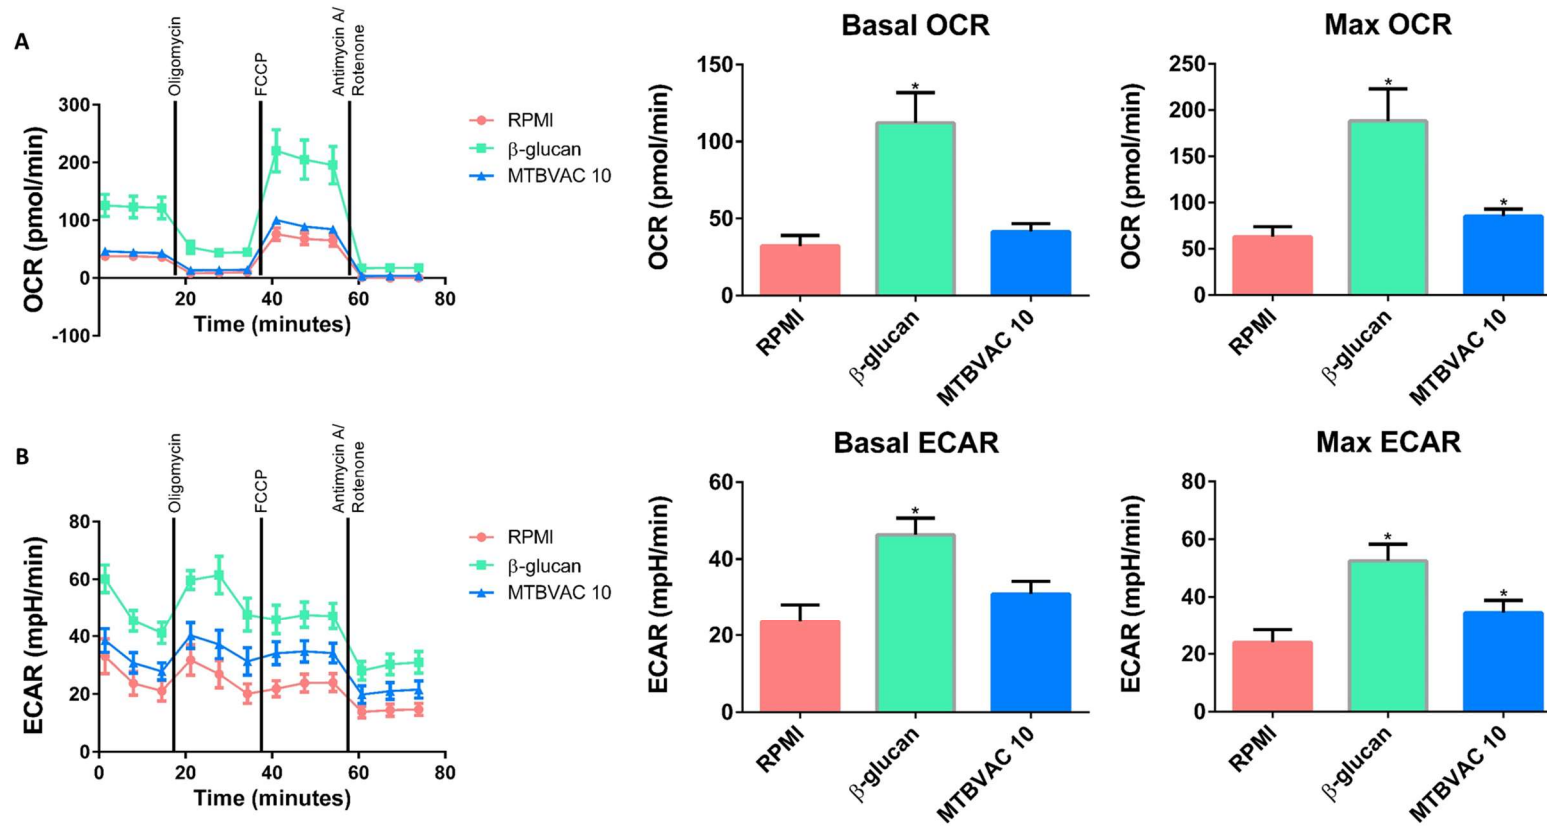 A
Oligomycin
FCCP
Antimycin A/
Rotenone
300
200
100
0
-100
20
40
60
80
OCR (pmol/min)
Time (minutes)
RPMI
β-glucan
MTBVAC 10
Basal OCR
150
100
50
0
OCR (pmol/min)
*
RPMI
β-glucan
MTBVAC 10
Max OCR
250
200
150
100
50
0
OCR (pmol/min)
*
*
RPMI
β-glucan
MTBVAC 10
B
Oligomycin
FCCP
Antimycin A/
Rotenone
80
60
40
20
0
0
20
40
60
80
ECAR (mpH/min)
Time (minutes)
RPMI
β-glucan
MTBVAC 10
Basal ECAR
60
40
20
0
ECAR (mpH/min)
*
RPMI
β-glucan
MTBVAC 10
Max ECAR
80
60
40
20
0
ECAR (mpH/min)
*
*
RPMI
β-glucan
MTBVAC 10